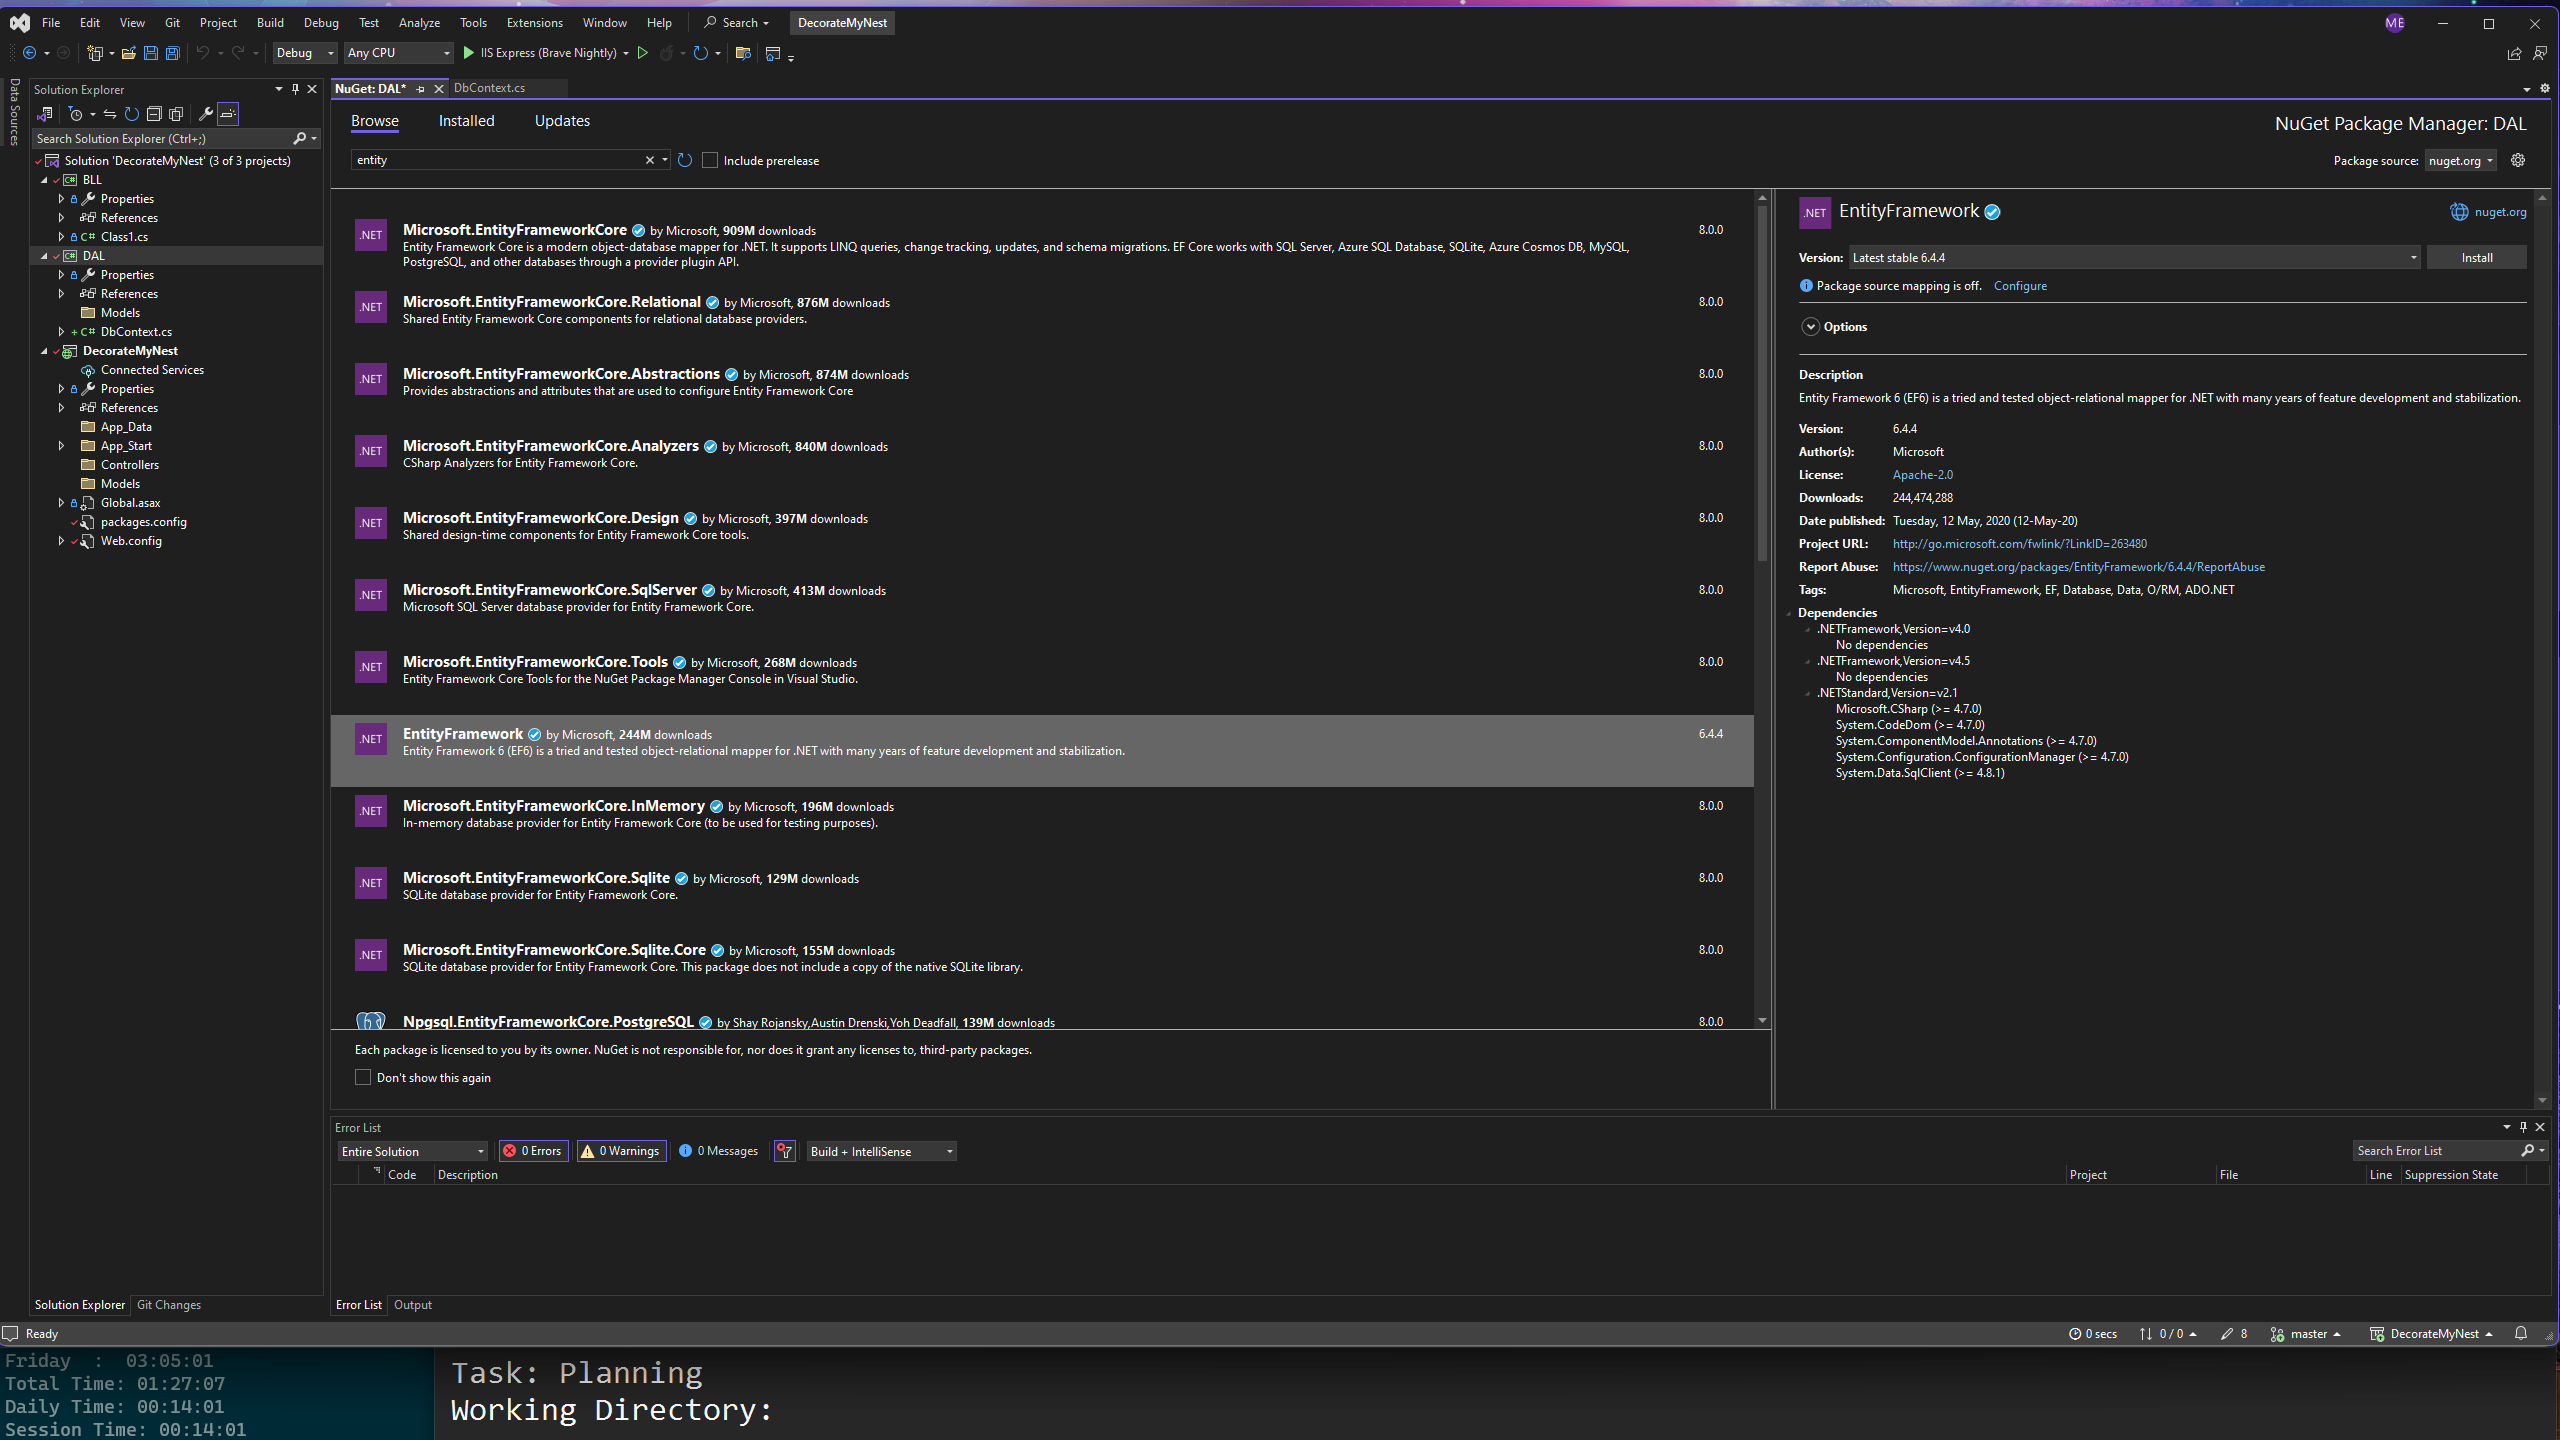 File Edit View Git Project Build Debug Test Analyze Tools Extensions Window Help Search DecorateMyNest ME
Debug Any CPU IIS Express (Brave Nightly)
Data Sources
Solution Explorer
Search Solution Explorer (Ctrl+;)
Solution 'DecorateMyNest' (3 of 3 projects)
C# BLL
Properties
References
C# Class1.cs
C# DAL
Properties
References
Models
C# DbContext.cs
DecorateMyNest
Connected Services
Properties
References
App_Data
App_Start
Controllers
Models
Global.asax
packages.config
Web.config
Solution Explorer Git Changes
NuGet: DAL* DbContext.cs
Browse Installed Updates
NuGet Package Manager: DAL
entity Include prerelease
Package source: nuget.org
.NET Microsoft.EntityFrameworkCore by Microsoft, 909M downloads 8.0.0
Entity Framework Core is a modern object-database mapper for .NET. It supports LINQ queries, change tracking, updates, and schema migrations. EF Core works with SQL Server, Azure SQL Database, SQLite, Azure Cosmos DB, MySQL,
PostgreSQL, and other databases through a provider plugin API.
.NET Microsoft.EntityFrameworkCore.Relational by Microsoft, 876M downloads 8.0.0
Shared Entity Framework Core components for relational database providers.
.NET Microsoft.EntityFrameworkCore.Abstractions by Microsoft, 874M downloads 8.0.0
Provides abstractions and attributes that are used to configure Entity Framework Core
.NET Microsoft.EntityFrameworkCore.Analyzers by Microsoft, 840M downloads 8.0.0
CSharp Analyzers for Entity Framework Core.
.NET Microsoft.EntityFrameworkCore.Design by Microsoft, 397M downloads 8.0.0
Shared design-time components for Entity Framework Core tools.
.NET Microsoft.EntityFrameworkCore.SqlServer by Microsoft, 413M downloads 8.0.0
Microsoft SQL Server database provider for Entity Framework Core.
.NET Microsoft.EntityFrameworkCore.Tools by Microsoft, 268M downloads 8.0.0
Entity Framework Core Tools for the NuGet Package Manager Console in Visual Studio.
.NET EntityFramework by Microsoft, 244M downloads 6.4.4
Entity Framework 6 (EF6) is a tried and tested object-relational mapper for .NET with many years of feature development and stabilization.
.NET Microsoft.EntityFrameworkCore.InMemory by Microsoft, 196M downloads 8.0.0
In-memory database provider for Entity Framework Core (to be used for testing purposes).
.NET Microsoft.EntityFrameworkCore.Sqlite by Microsoft, 129M downloads 8.0.0
SQLite database provider for Entity Framework Core.
.NET Microsoft.EntityFrameworkCore.Sqlite.Core by Microsoft, 155M downloads 8.0.0
SQLite database provider for Entity Framework Core. This package does not include a copy of the native SQLite library.
Npgsql.EntityFrameworkCore.PostgreSQL by Shay Rojansky,Austin Drenski,Yoh Deadfall, 139M downloads 8.0.0
Each package is licensed to you by its owner. NuGet is not responsible for, nor does it grant any licenses to, third-party packages.
Don't show this again
.NET EntityFramework nuget.org
Version: Latest stable 6.4.4 Install
Package source mapping is off. Configure
Options
Description
Entity Framework 6 (EF6) is a tried and tested object-relational mapper for .NET with many years of feature development and stabilization.
Version: 6.4.4
Author(s): Microsoft
License: Apache-2.0
Downloads: 244,474,288
Date published: Tuesday, 12 May, 2020 (12-May-20)
Project URL: http://go.microsoft.com/fwlink/?LinkID=263480
Report Abuse: https://www.nuget.org/packages/EntityFramework/6.4.4/ReportAbuse
Tags: Microsoft, EntityFramework, EF, Database, Data, O/RM, ADO.NET
Dependencies
.NETFramework,Version=v4.0
No dependencies
.NETFramework,Version=v4.5
No dependencies
.NETStandard,Version=v2.1
Microsoft.CSharp (>= 4.7.0)
System.CodeDom (>= 4.7.0)
System.ComponentModel.Annotations (>= 4.7.0)
System.Configuration.ConfigurationManager (>= 4.7.0)
System.Data.SqlClient (>= 4.8.1)
Error List
Entire Solution 0 Errors 0 Warnings 0 Messages Build + IntelliSense Search Error List
Code Description Project File Line Suppression State
Error List Output
Ready 0 secs 0 / 0 8 master DecorateMyNest
Friday : 03:05:01
Total Time: 01:27:07
Daily Time: 00:14:01
Session Time: 00:14:01
Task: Planning
Working Directory: